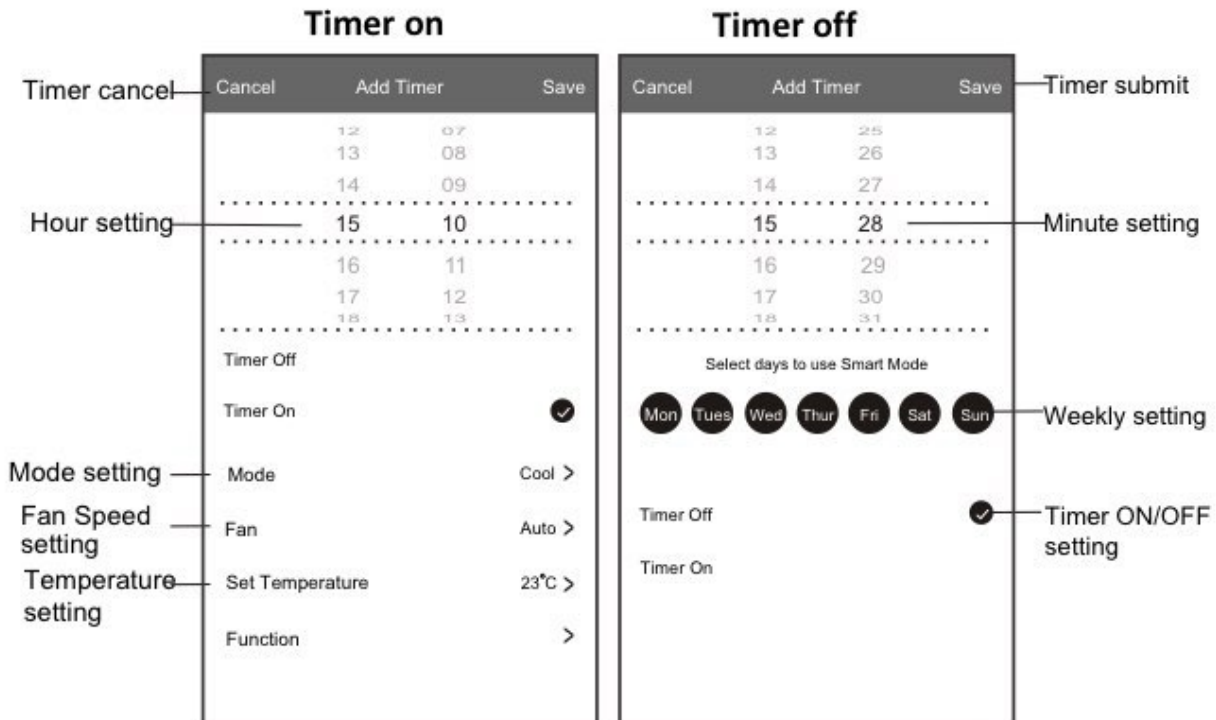 Timer on
Timer off
Timer cancel
Cancel Add Timer Save
Cancel Add Timer Save
Timer submit
12 07
13 08
14 09
Hour setting
15 10
16 11
17 12
18 13
12 25
13 26
14 27
15 28
Minute setting
16 29
17 30
18 31
Timer Off
Timer On
Mode setting
Mode Cool >
Fan Speed
setting
Fan Auto >
Temperature
setting
Set Temperature 23°C >
Function >
Select days to use Smart Mode
Mon Tues Wed Thur Fri Sat Sun
Weekly setting
Timer Off
Timer ON/OFF
setting
Timer On